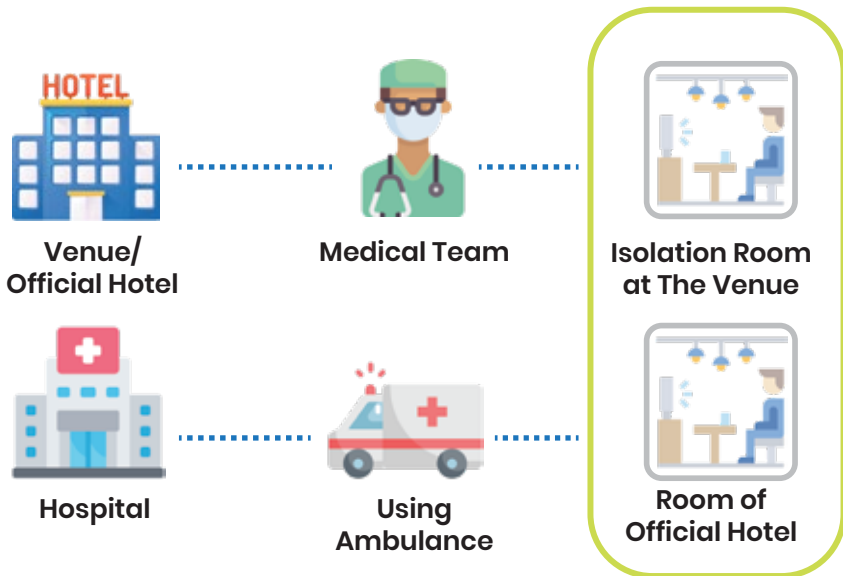 HOTEL
Venue/
Official Hotel
Medical Team
Isolation Room
at The Venue
Hospital
Using
Ambulance
Room of
Official Hotel